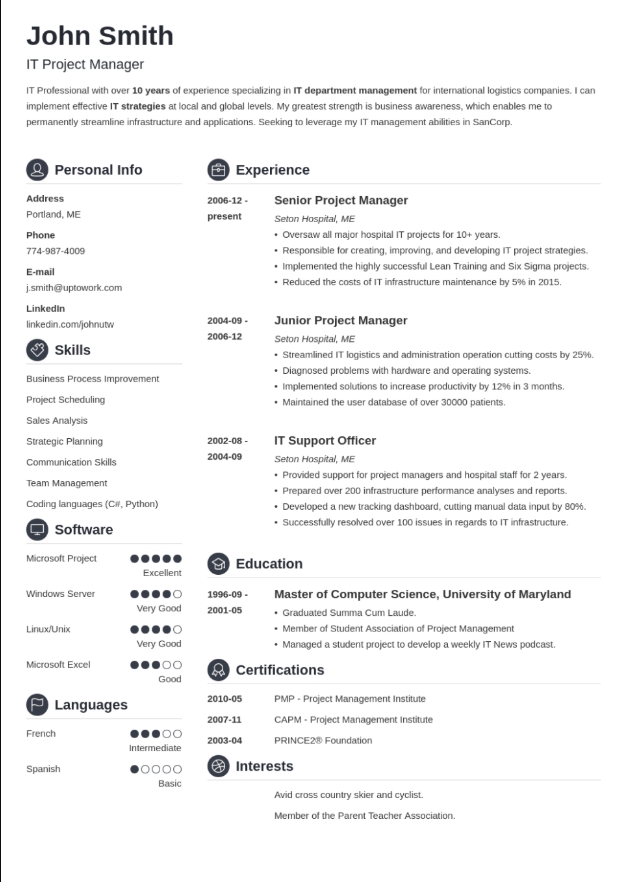 John Smith
IT Project Manager
IT Professional with over 10 years of experience specializing in IT department management for international logistics companies. I can
implement effective IT strategies at local and global levels. My greatest strength is business awareness, which enables me to
permanently streamline infrastructure and applications. Seeking to leverage my IT management abilities in SanCorp.
Personal Info
Address
Portland, ME
Phone
774-987-4009
E-mail
j.smith@uptowork.com
LinkedIn
linkedin.com/johnutw
Skills
Business Process Improvement
Project Scheduling
Sales Analysis
Strategic Planning
Communication Skills
Team Management
Coding languages (C#, Python)
Software
Microsoft Project
Excellent
Windows Server
Very Good
Linux/Unix
Very Good
Microsoft Excel
Good
Languages
French
Intermediate
Spanish
Basic
Experience
2006-12 -
present
Senior Project Manager
Seton Hospital, ME
• Oversaw all major hospital IT projects for 10+ years.
• Responsible for creating, improving, and developing IT project strategies.
• Implemented the highly successful Lean Training and Six Sigma projects.
• Reduced the costs of IT infrastructure maintenance by 5% in 2015.
2004-09 -
2006-12
Junior Project Manager
Seton Hospital, ME
• Streamlined IT logistics and administration operation cutting costs by 25%.
• Diagnosed problems with hardware and operating systems.
• Implemented solutions to increase productivity by 12% in 3 months.
• Maintained the user database of over 30000 patients.
2002-08 -
2004-09
IT Support Officer
Seton Hospital, ME
• Provided support for project managers and hospital staff for 2 years.
• Prepared over 200 infrastructure performance analyses and reports.
• Developed a new tracking dashboard, cutting manual data input by 80%.
• Successfully resolved over 100 issues in regards to IT infrastructure.
Education
1996-09 -
2001-05
Master of Computer Science, University of Maryland
• Graduated Summa Cum Laude.
• Member of Student Association of Project Management
• Managed a student project to develop a weekly IT News podcast.
Certifications
2010-05 PMP - Project Management Institute
2007-11 CAPM - Project Management Institute
2003-04 PRINCE2® Foundation
Interests
Avid cross country skier and cyclist.
Member of the Parent Teacher Association.